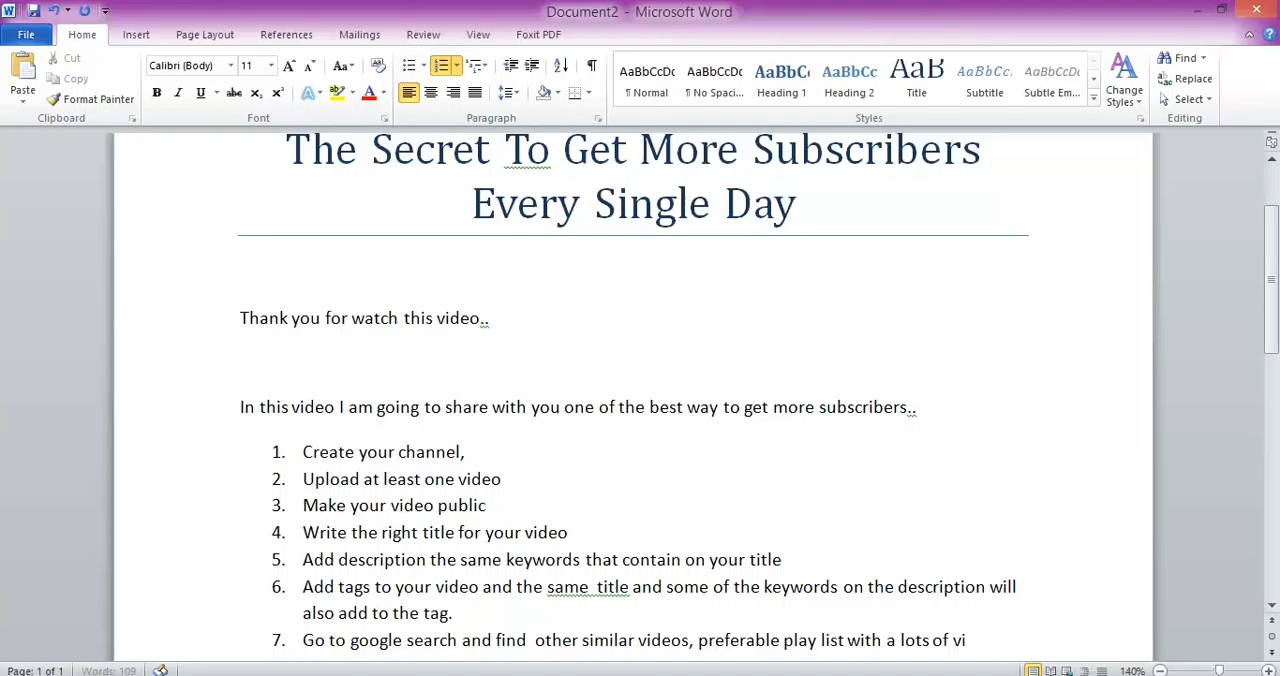 Document2 - Microsoft Word
File Home Insert Page Layout References Mailings Review View Foxit PDF
Paste
Cut
Copy
Format Painter
Clipboard
Calibri (Body) 11
Font
Paragraph
AaBbCcDc AaBbCcDc AaBbC AaBbCc AaB AaBbCc. AaBbCcDt
¶ Normal ¶ No Spaci... Heading 1 Heading 2 Title Subtitle Subtle Em...
Styles
Change
Styles
Find
Replace
Select
Editing
The Secret To Get More Subscribers
Every Single Day
Thank you for watch this video..
In this video I am going to share with you one of the best way to get more subscribers..
1. Create your channel,
2. Upload at least one video
3. Make your video public
4. Write the right title for your video
5. Add description the same keywords that contain on your title
6. Add tags to your video and the same  title and some of the keywords on the description will
also add to the tag.
7. Go to google search and find  other similar videos, preferable play list with a lots of vi
Page: 1 of 1 Words: 109 140%